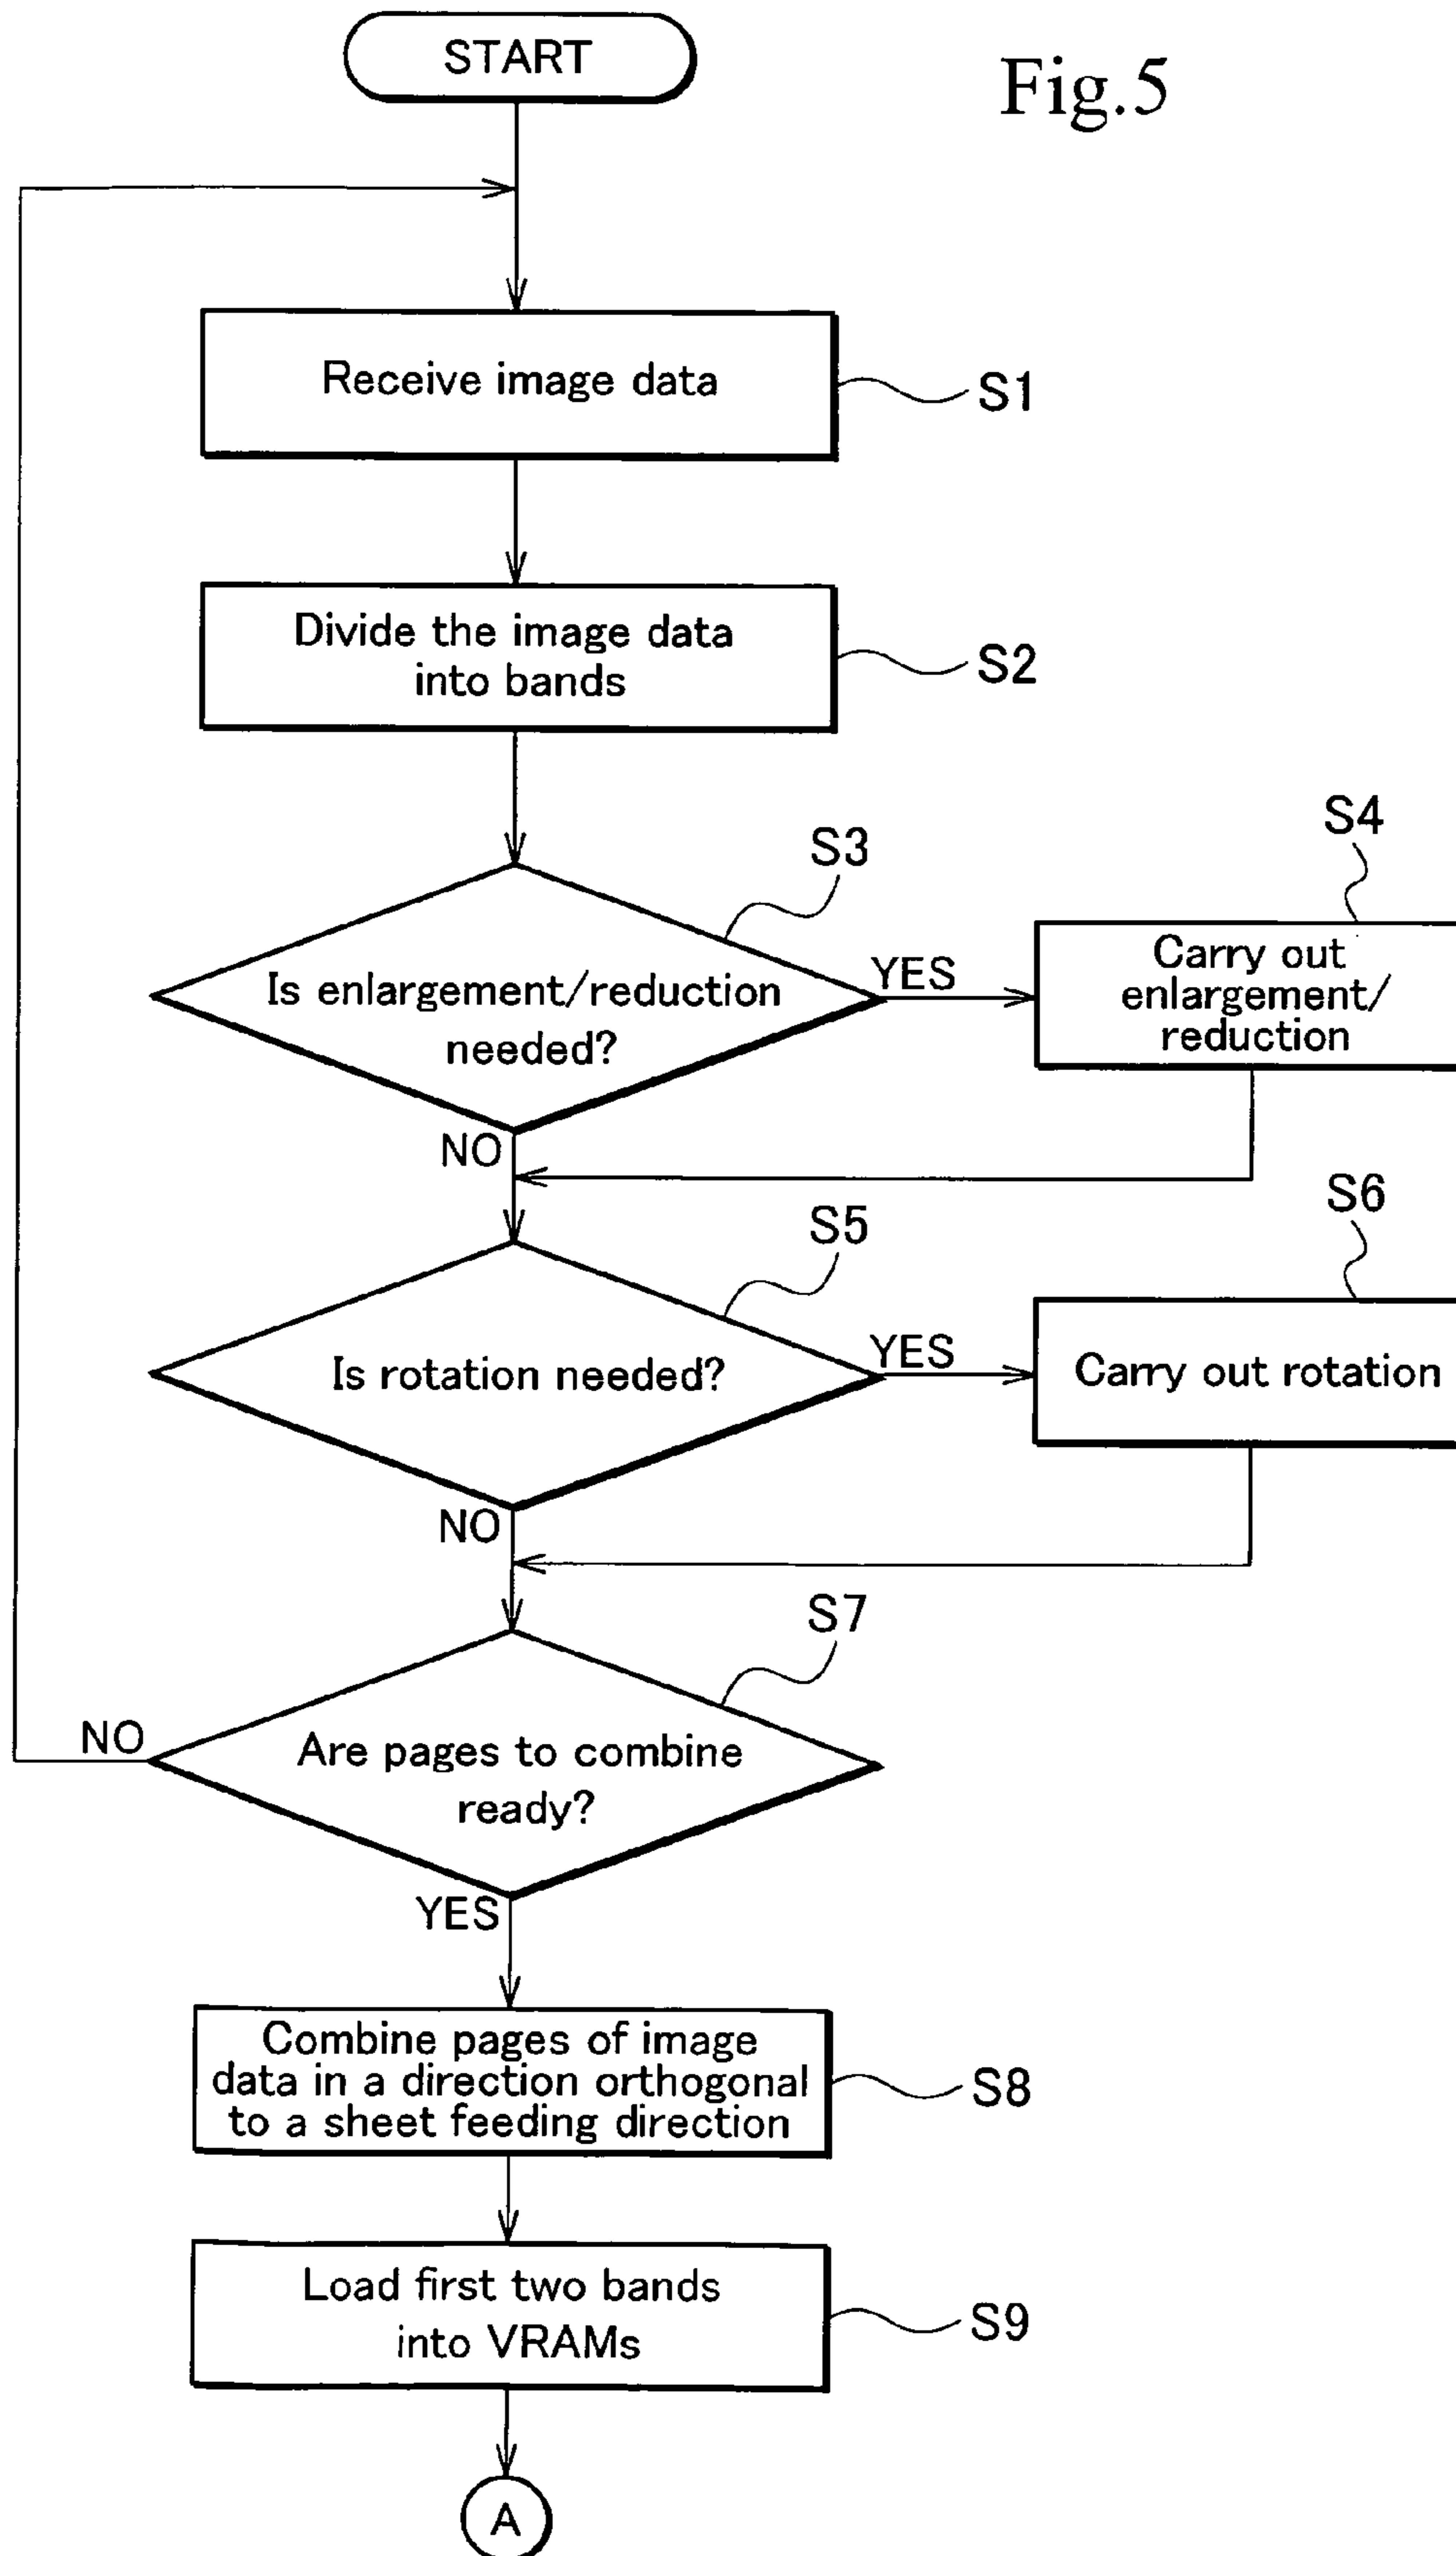 START
Fig.5
Receive image data
S1
Divide the image data
into bands
S2
S3
S4
Is enlargement/reduction
needed?
YES
Carry out
enlargement/
reduction
NO
S5
S6
Is rotation needed?
YES
Carry out rotation
NO
S7
NO
Are pages to combine
ready?
YES
Combine pages of image
data in a direction orthogonal
to a sheet feeding direction
S8
Load first two bands
into VRAMs
S9
A